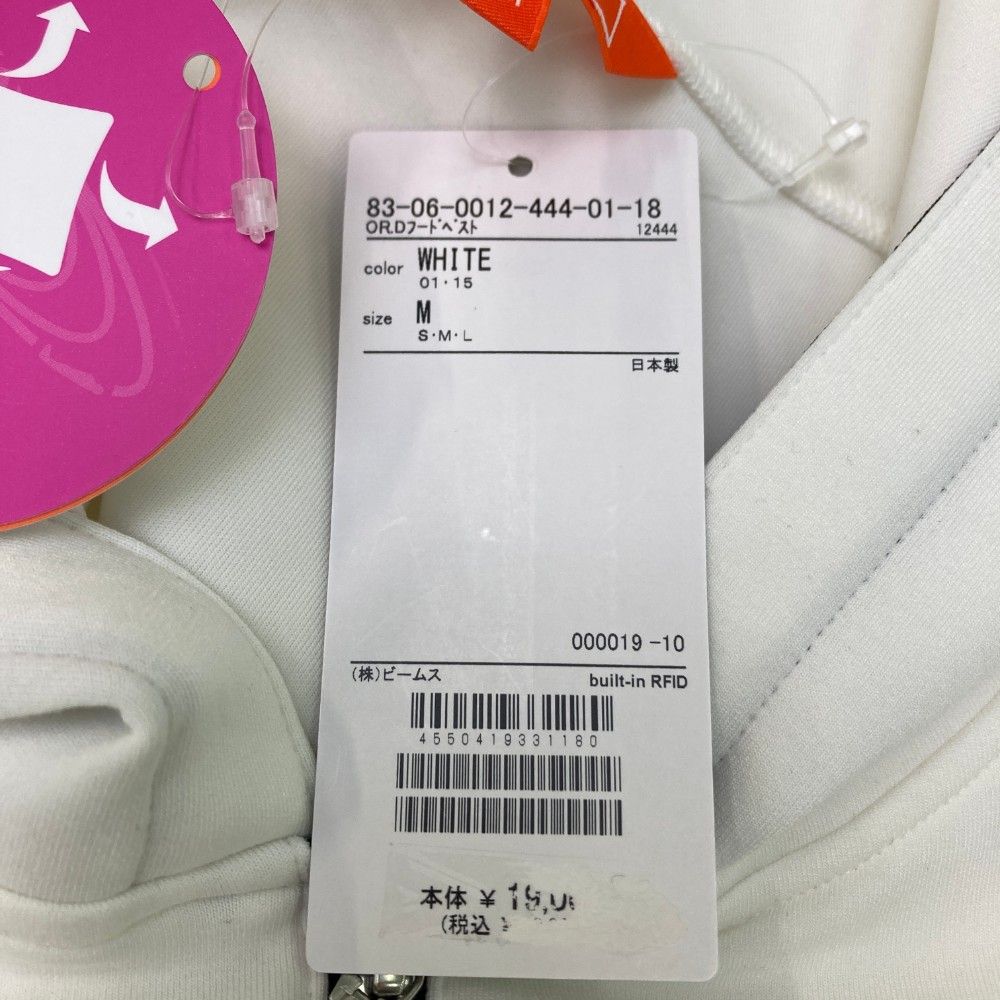 83-06-0012-444-01-18
OR.Dﾌｰﾄﾞﾍﾞｽﾄ 12444
color WHITE
01・15
size M
S・M・L
日本製
000019 -10
(株)ビームス built-in RFID
4550419331180
本体 ¥
(税込